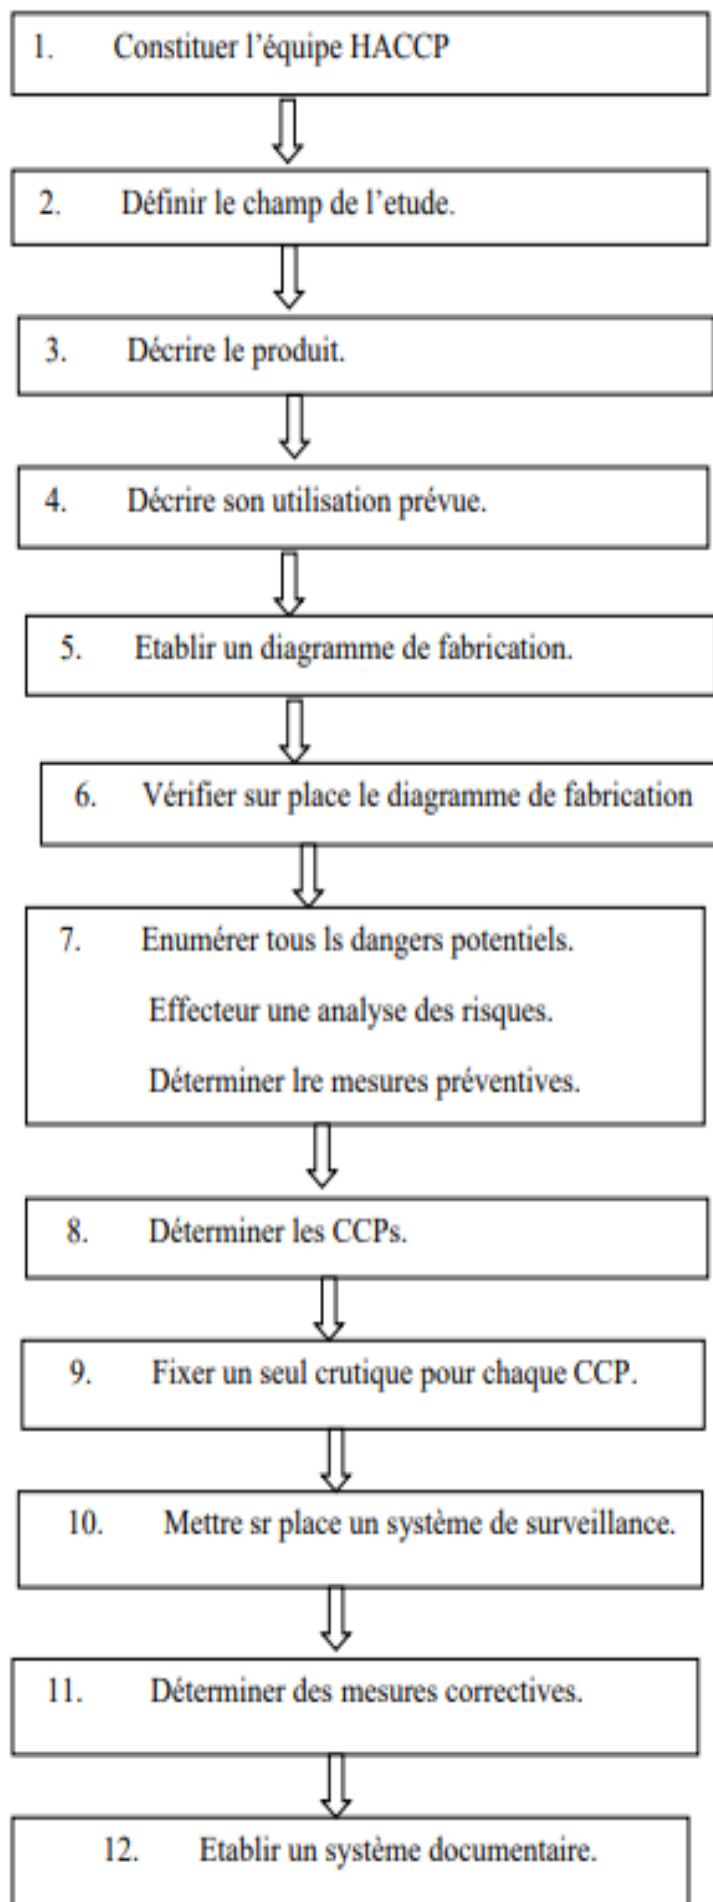 1. Constituer l’équipe HACCP
2. Définir le champ de l’etude.
3. Décrire le produit.
4. Décrire son utilisation prévue.
5. Etablir un diagramme de fabrication.
6. Vérifier sur place le diagramme de fabrication
7. Enumérer tous ls dangers potentiels.
Effecteur une analyse des risques.
Déterminer lre mesures préventives.
8. Déterminer les CCPs.
9. Fixer un seul crutique pour chaque CCP.
10. Mettre sr place un système de surveillance.
11. Déterminer des mesures correctives.
12. Etablir un système documentaire.